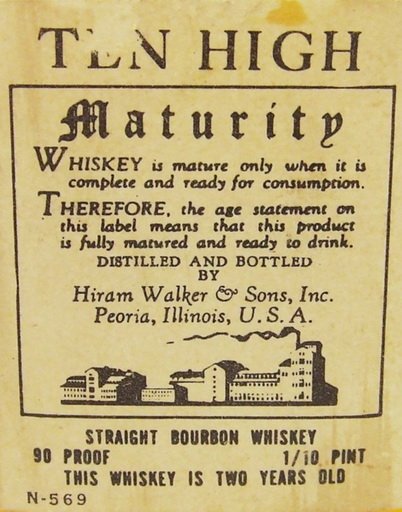 TEN HIGH
Maturity
WHISKEY is mature only when it is
complete and ready for consumption.
THEREFORE, the age statement on
this label means that this product
is fully matured and ready to drink.
DISTILLED AND BOTTLED
BY
Hiram Walker & Sons, Inc.
Peoria, Illinois, U. S. A.
STRAIGHT BOURBON WHISKEY
90 PROOF 1/10 PINT
THIS WHISKEY IS TWO YEARS OLD
N-569